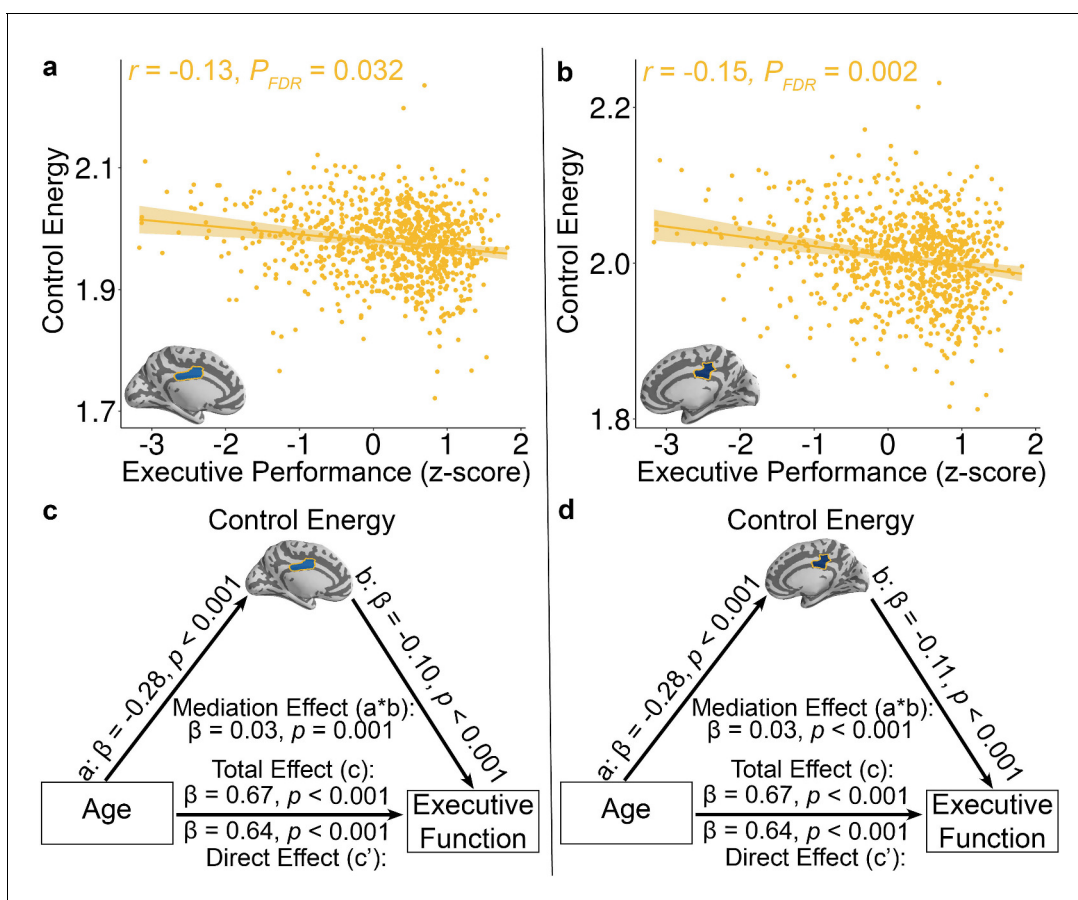 a
r = -0.13, P_FDR = 0.032
Control Energy
2.1
1.9
1.7
-3 -2 -1 0 1 2
Executive Performance (z-score)
b
r = -0.15, P_FDR = 0.002
Control Energy
2.2
2.0
1.8
-3 -2 -1 0 1 2
Executive Performance (z-score)
c
Control Energy
a: β = -0.28, p < 0.001
b: β = -0.10, p < 0.001
Mediation Effect (a*b):
β = 0.03, p = 0.001
Total Effect (c):
β = 0.67, p < 0.001
β = 0.64, p < 0.001
Direct Effect (c’):
Age
Executive
Function
d
Control Energy
a: β = -0.28, p < 0.001
b: β = -0.11, p < 0.001
Mediation Effect (a*b):
β = 0.03, p < 0.001
Total Effect (c):
β = 0.67, p < 0.001
β = 0.64, p < 0.001
Direct Effect (c’):
Age
Executive
Function